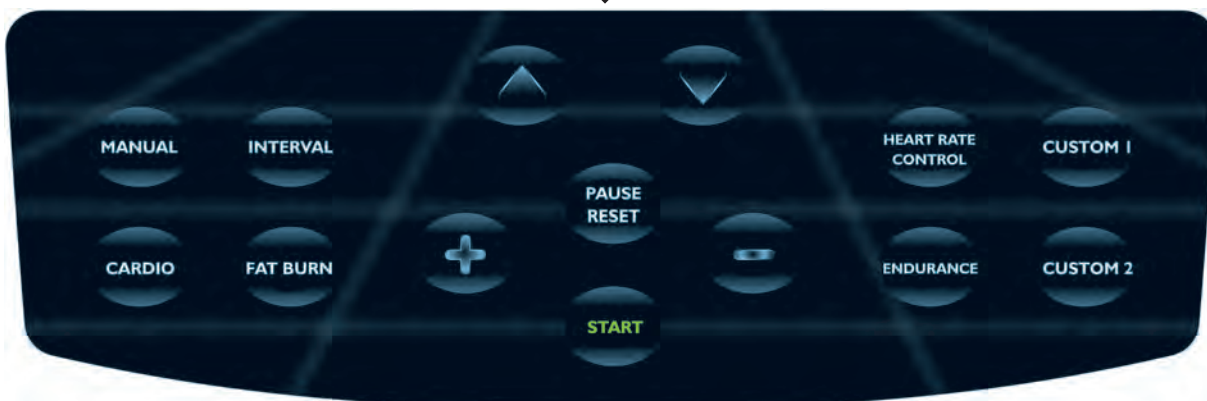 MANUAL
INTERVAL
CARDIO
FAT BURN
PAUSE
RESET
START
HEART RATE
CONTROL
CUSTOM 1
ENDURANCE
CUSTOM 2